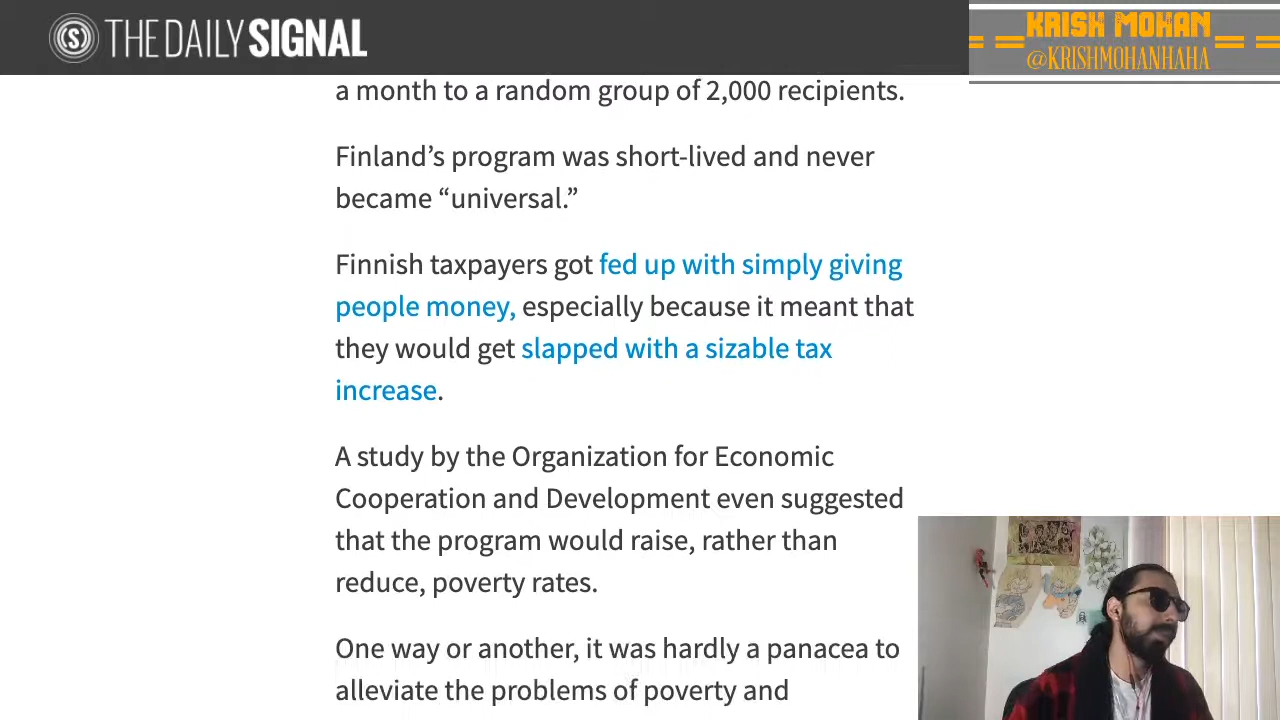 THE DAILY SIGNAL
KRISH MOHAN
@KRISHMOHANHAHA
a month to a random group of 2,000 recipients.
Finland’s program was short-lived and never
became “universal.”
Finnish taxpayers got fed up with simply giving
people money, especially because it meant that
they would get slapped with a sizable tax
increase.
A study by the Organization for Economic
Cooperation and Development even suggested
that the program would raise, rather than
reduce, poverty rates.
One way or another, it was hardly a panacea to
alleviate the problems of poverty and